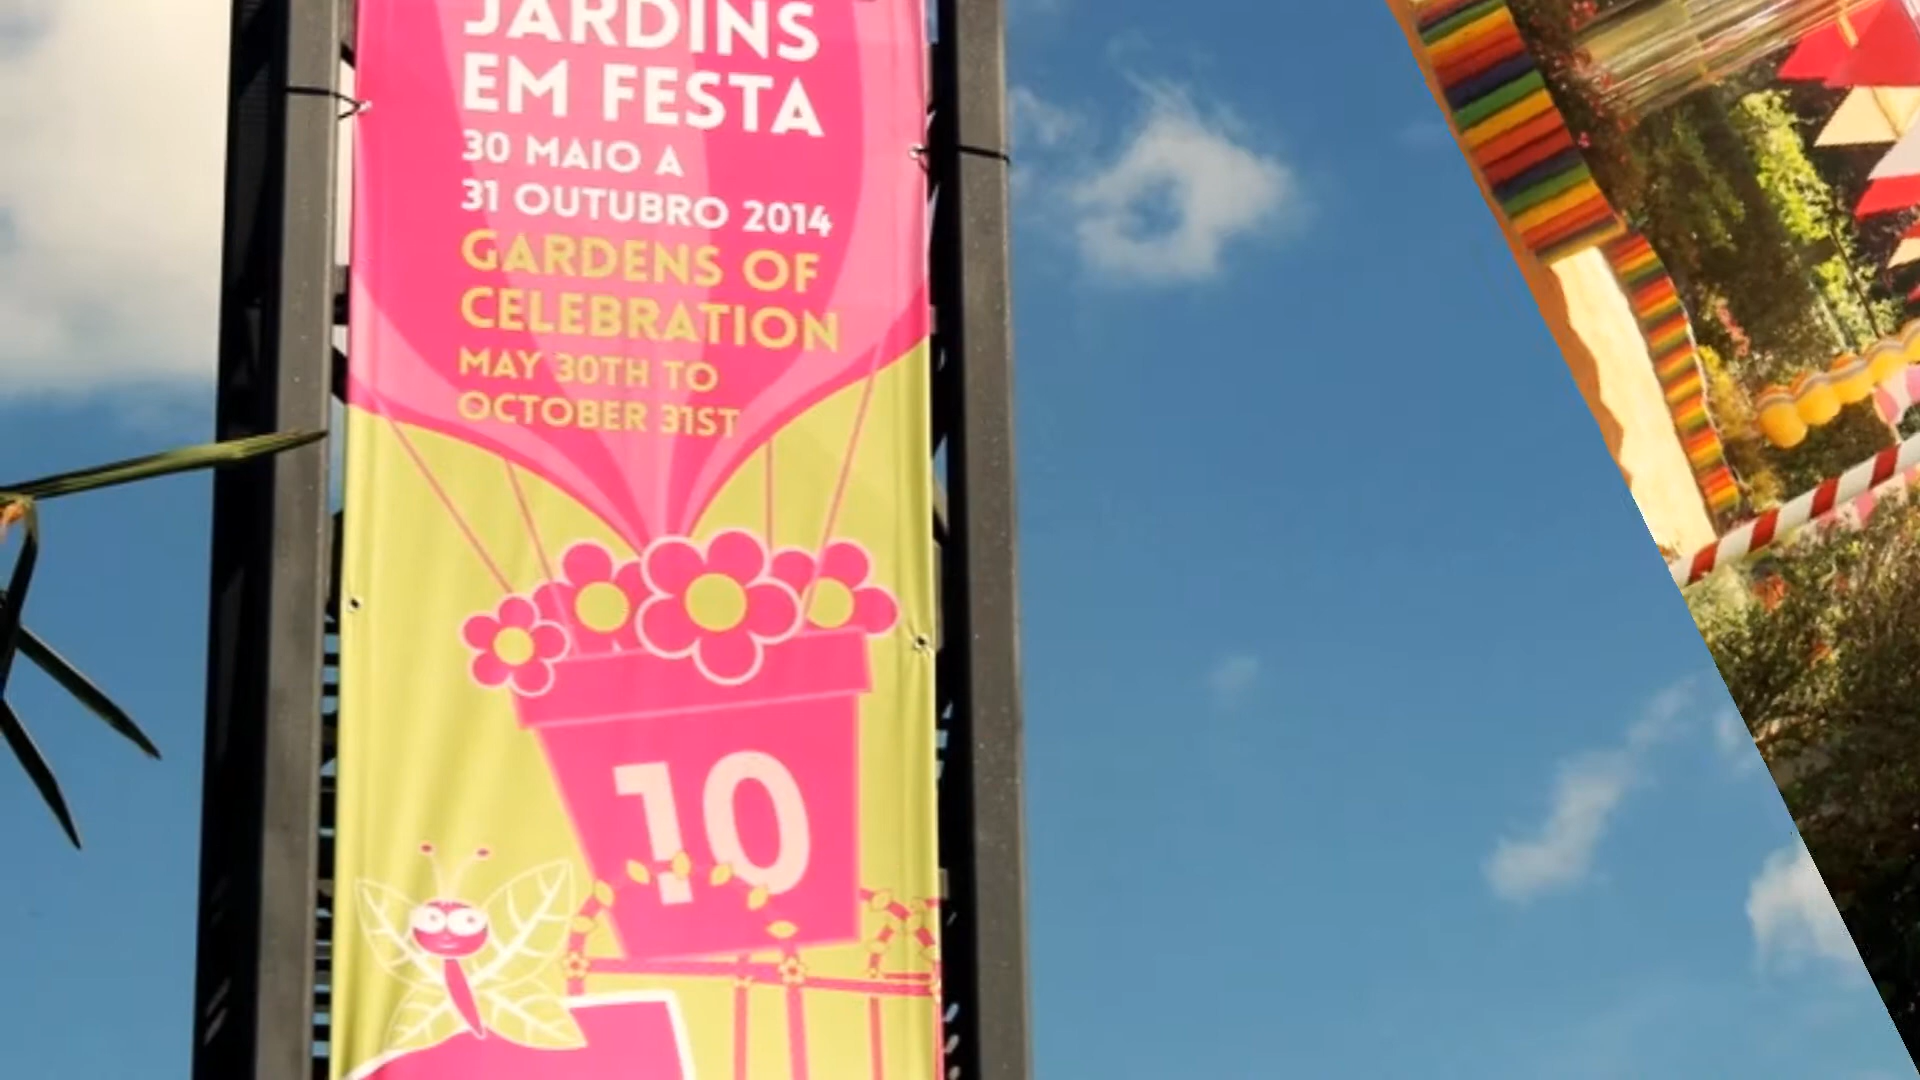 JARDINS
EM FESTA
30 MAIO A
31 OUTUBRO 2014
GARDENS OF
CELEBRATION
MAY 30TH TO
OCTOBER 31ST
10